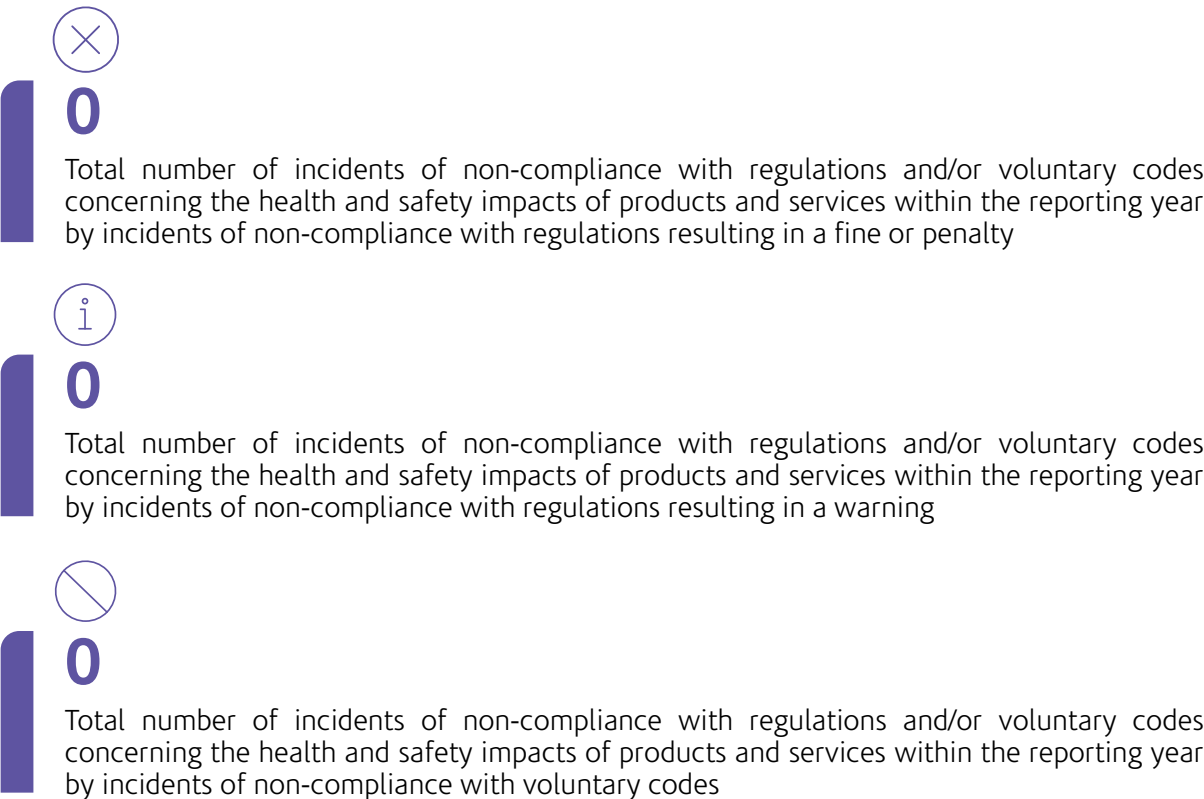 0
Total number of incidents of non-compliance with regulations and/or voluntary codes
concerning the health and safety impacts of products and services within the reporting year
by incidents of non-compliance with regulations resulting in a fine or penalty
0
Total number of incidents of non-compliance with regulations and/or voluntary codes
concerning the health and safety impacts of products and services within the reporting year
by incidents of non-compliance with regulations resulting in a warning
0
Total number of incidents of non-compliance with regulations and/or voluntary codes
concerning the health and safety impacts of products and services within the reporting year
by incidents of non-compliance with voluntary codes